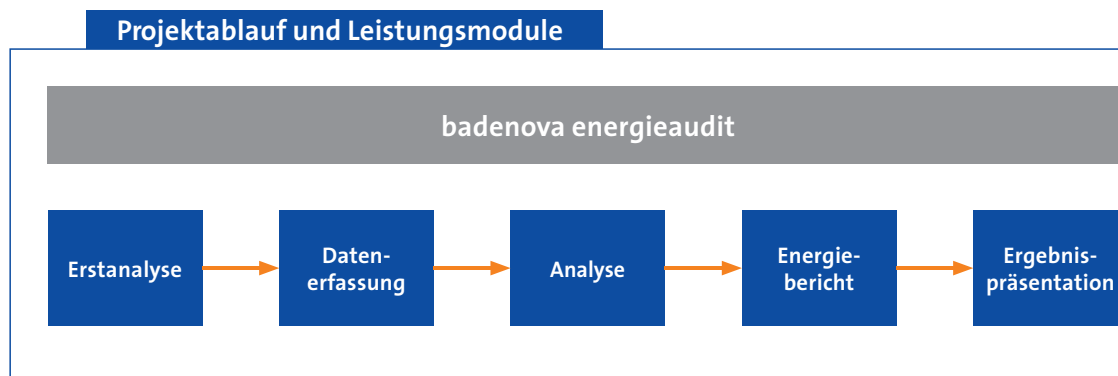 Projektablauf und Leistungsmodule
badenova energieaudit
Erstanalyse
Daten-
erfassung
Analyse
Energie-
bericht
Ergebnis-
präsentation